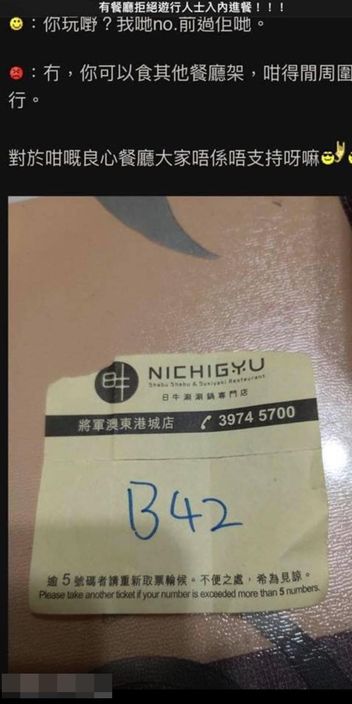 有餐廳拒絕遊行人士入內進餐！！！
：你玩嘢？我哋no.前過佢哋。
：冇，你可以食其他餐廳架，咁得閒周圍
行。
對於咁嘅良心餐廳大家唔係唔支持呀嘛
旪 NICHIGYU
Shabu Shabu & Sukiyaki Restaurant
日牛涮涮鍋專門店
將軍澳東港城店 3974 5700
B42
逾 5 號碼者請重新取票輪候。不便之處，希為見諒。
Please take another ticket if your number is exceeded more than 5 numbers.